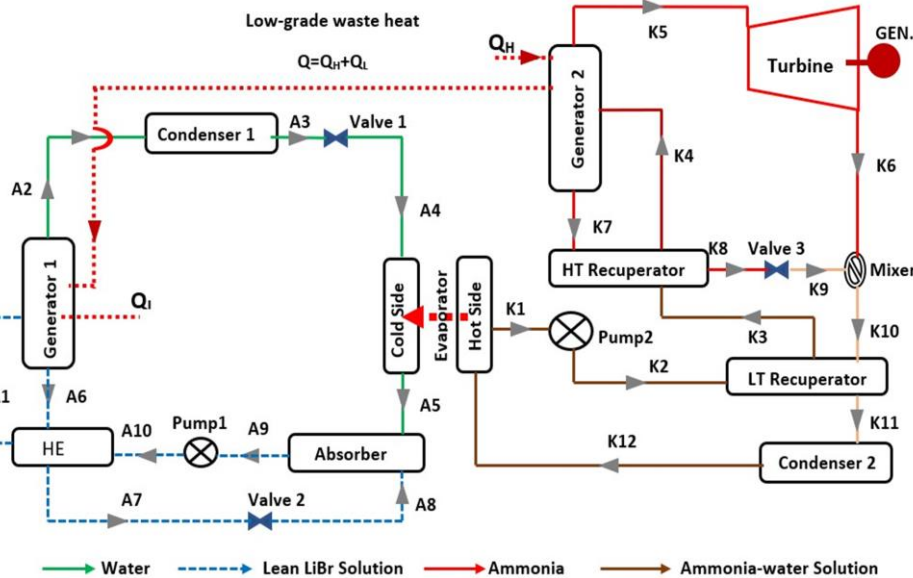 Low-grade waste heat
Q=QH+QL
QH
K5
GEN.
Turbine
Generator 2
Condenser 1
A3
Valve 1
A2
K4
K6
A4
K7
Generator 1
HT Recuperator
K8
Valve 3
Mixer
K9
QI
Cold Side
Evaporator
Hot Side
K1
Pump2
K3
K10
K2
LT Recuperator
A6
A5
K11
HE
A10
Pump1
A9
Absorber
K12
Condenser 2
A7
Valve 2
A8
Water
Lean LiBr Solution
Ammonia
Ammonia-water Solution